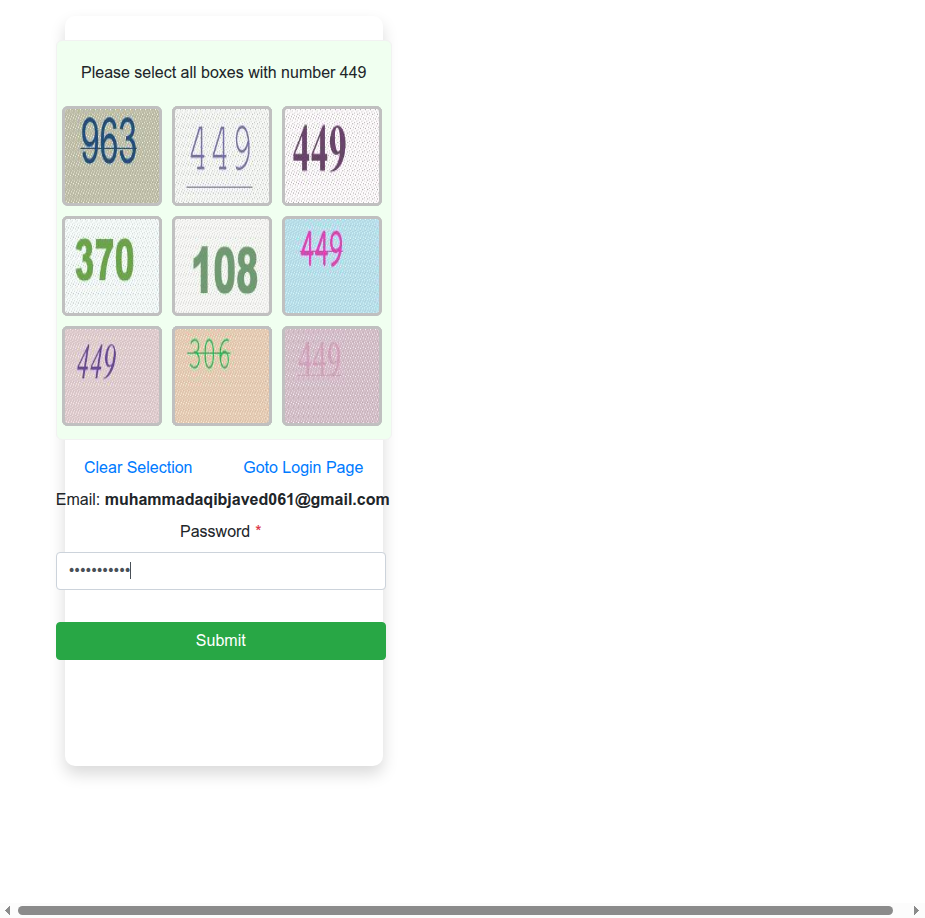 Please select all boxes with number 449
963 449 449
370 108 449
449 306 449
Clear Selection Goto Login Page
Email: muhammadaqibjaved061@gmail.com
Password *
•••••••••••
Submit